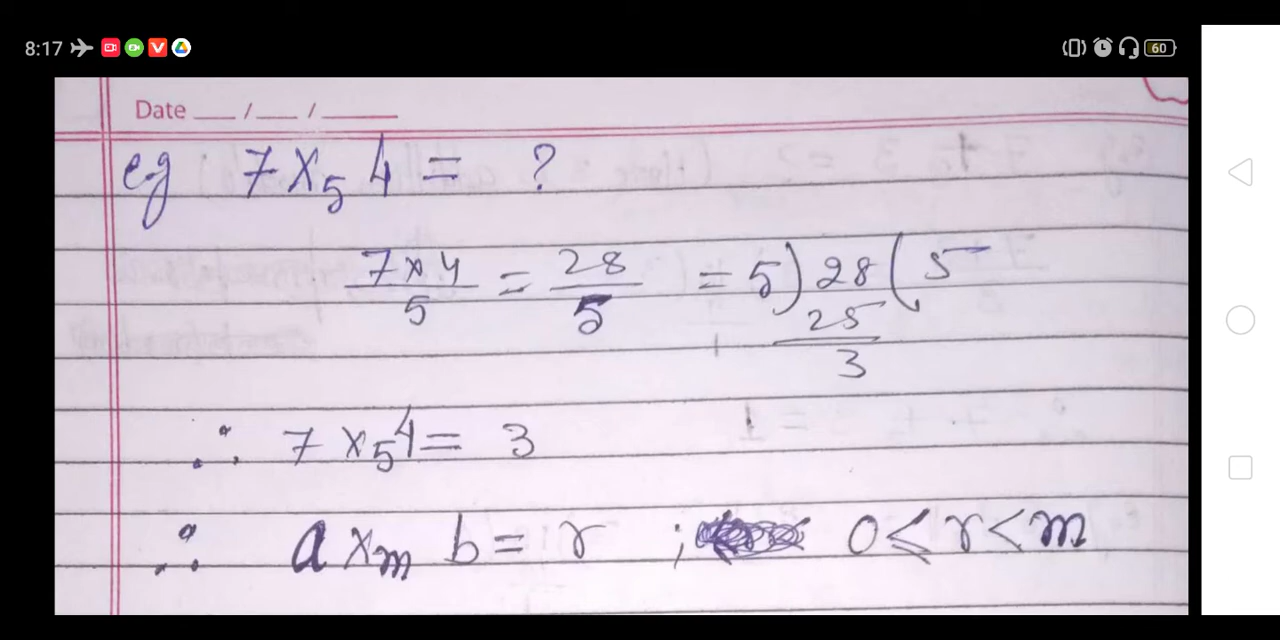 8:17 60
Date __/__/____
e.g 7 ×₅ 4 = ?
7×4/5 = 28/5 = 5)28(5
25
3
∴ 7 ×₅ 4 = 3
∴ a ×ₘ b = r ; 0 ≤ r < m